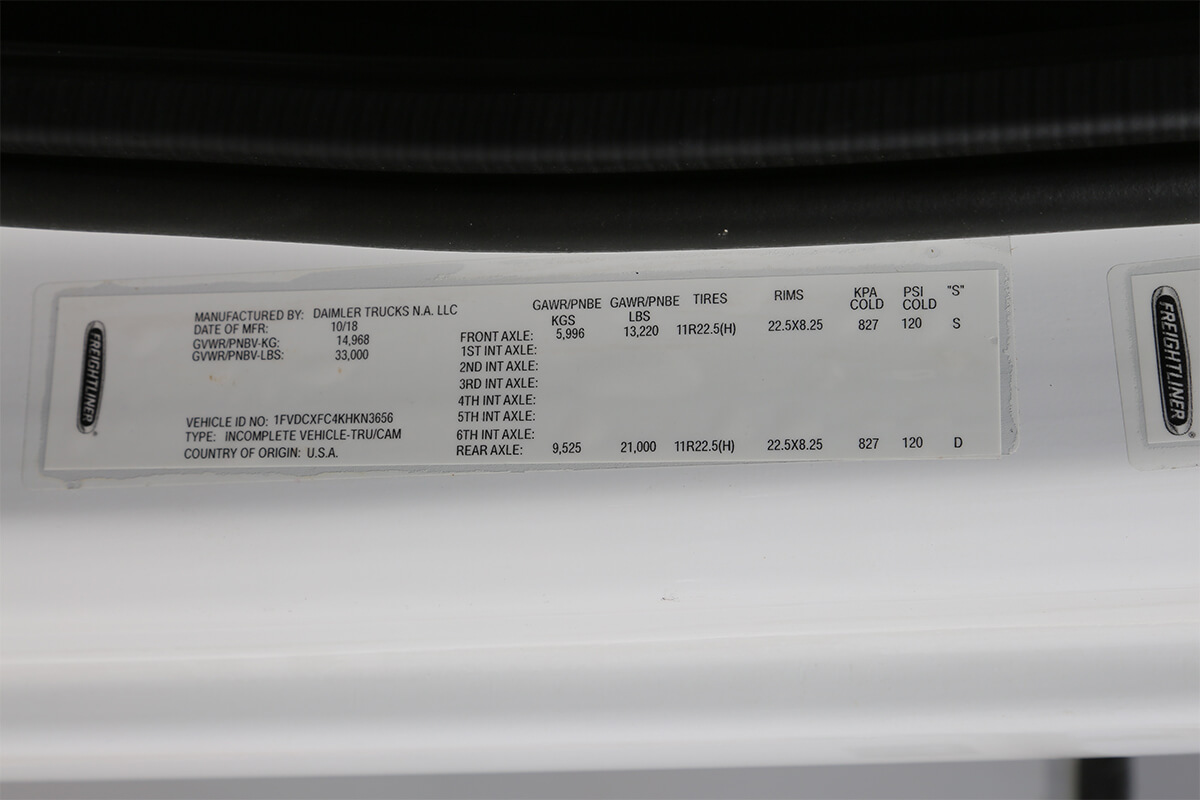 FREIGHTLINER
MANUFACTURED BY: DAIMLER TRUCKS N.A. LLC
DATE OF MFR: 10/18
GVWR/PNBV-KG: 14,968
GVWR/PNBV-LBS: 33,000
VEHICLE ID NO: 1FVDCXFC4KHKN3656
TYPE: INCOMPLETE VEHICLE-TRU/CAM
COUNTRY OF ORIGIN: U.S.A.
GAWR/PNBE GAWR/PNBE TIRES RIMS KPA PSI "S"
KGS LBS COLD COLD
FRONT AXLE: 5,996 13,220 11R22.5(H) 22.5X8.25 827 120 S
1ST INT AXLE:
2ND INT AXLE:
3RD INT AXLE:
4TH INT AXLE:
5TH INT AXLE:
6TH INT AXLE:
REAR AXLE: 9,525 21,000 11R22.5(H) 22.5X8.25 827 120 D
FREIGHTLINER